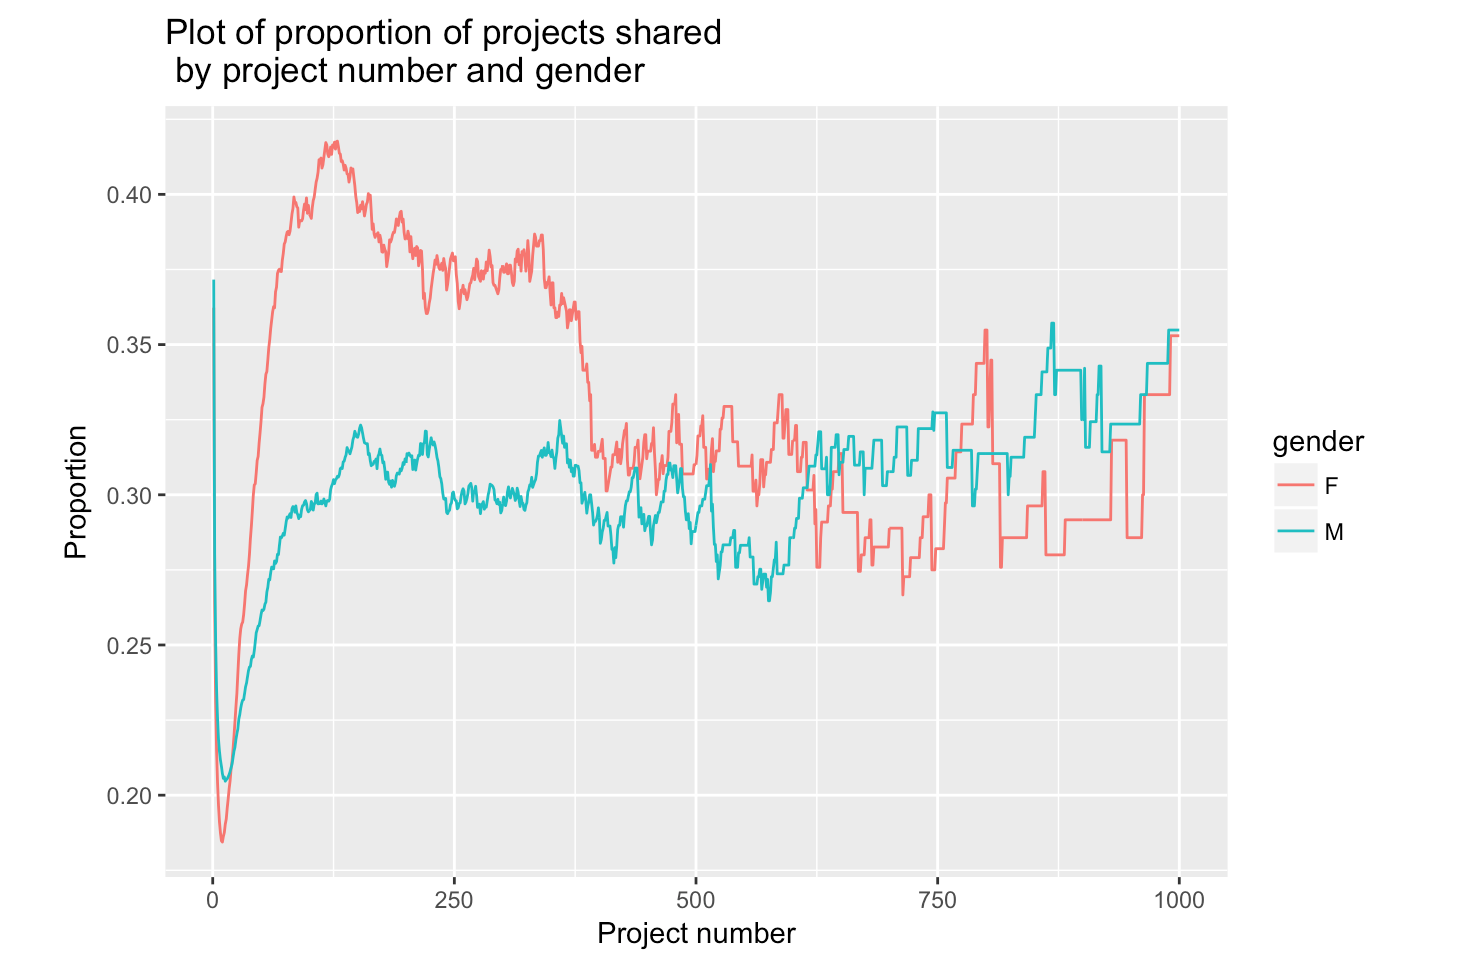 Plot of proportion of projects shared
by project number and gender
0.40
0.35
0.30
0.25
0.20
Proportion
0
250
500
750
1000
Project number
gender
F
M